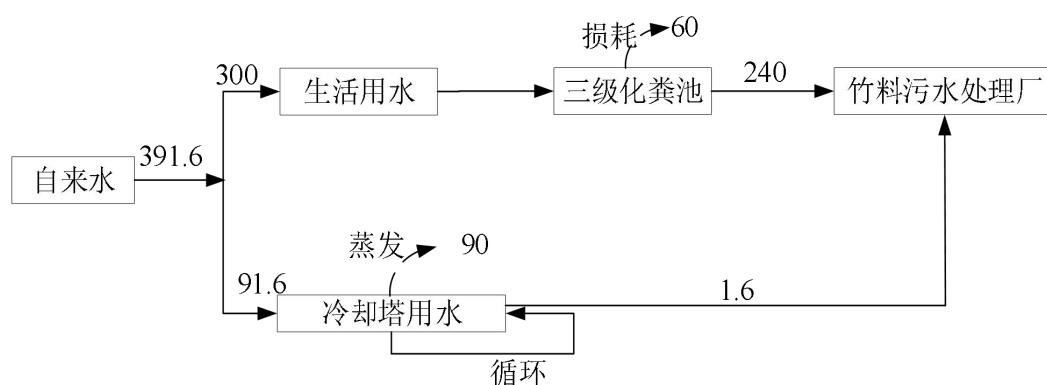 损耗
60
300
生活用水
三级化粪池
240
竹料污水处理厂
自来水
391.6
蒸发
90
91.6
冷却塔用水
1.6
循环